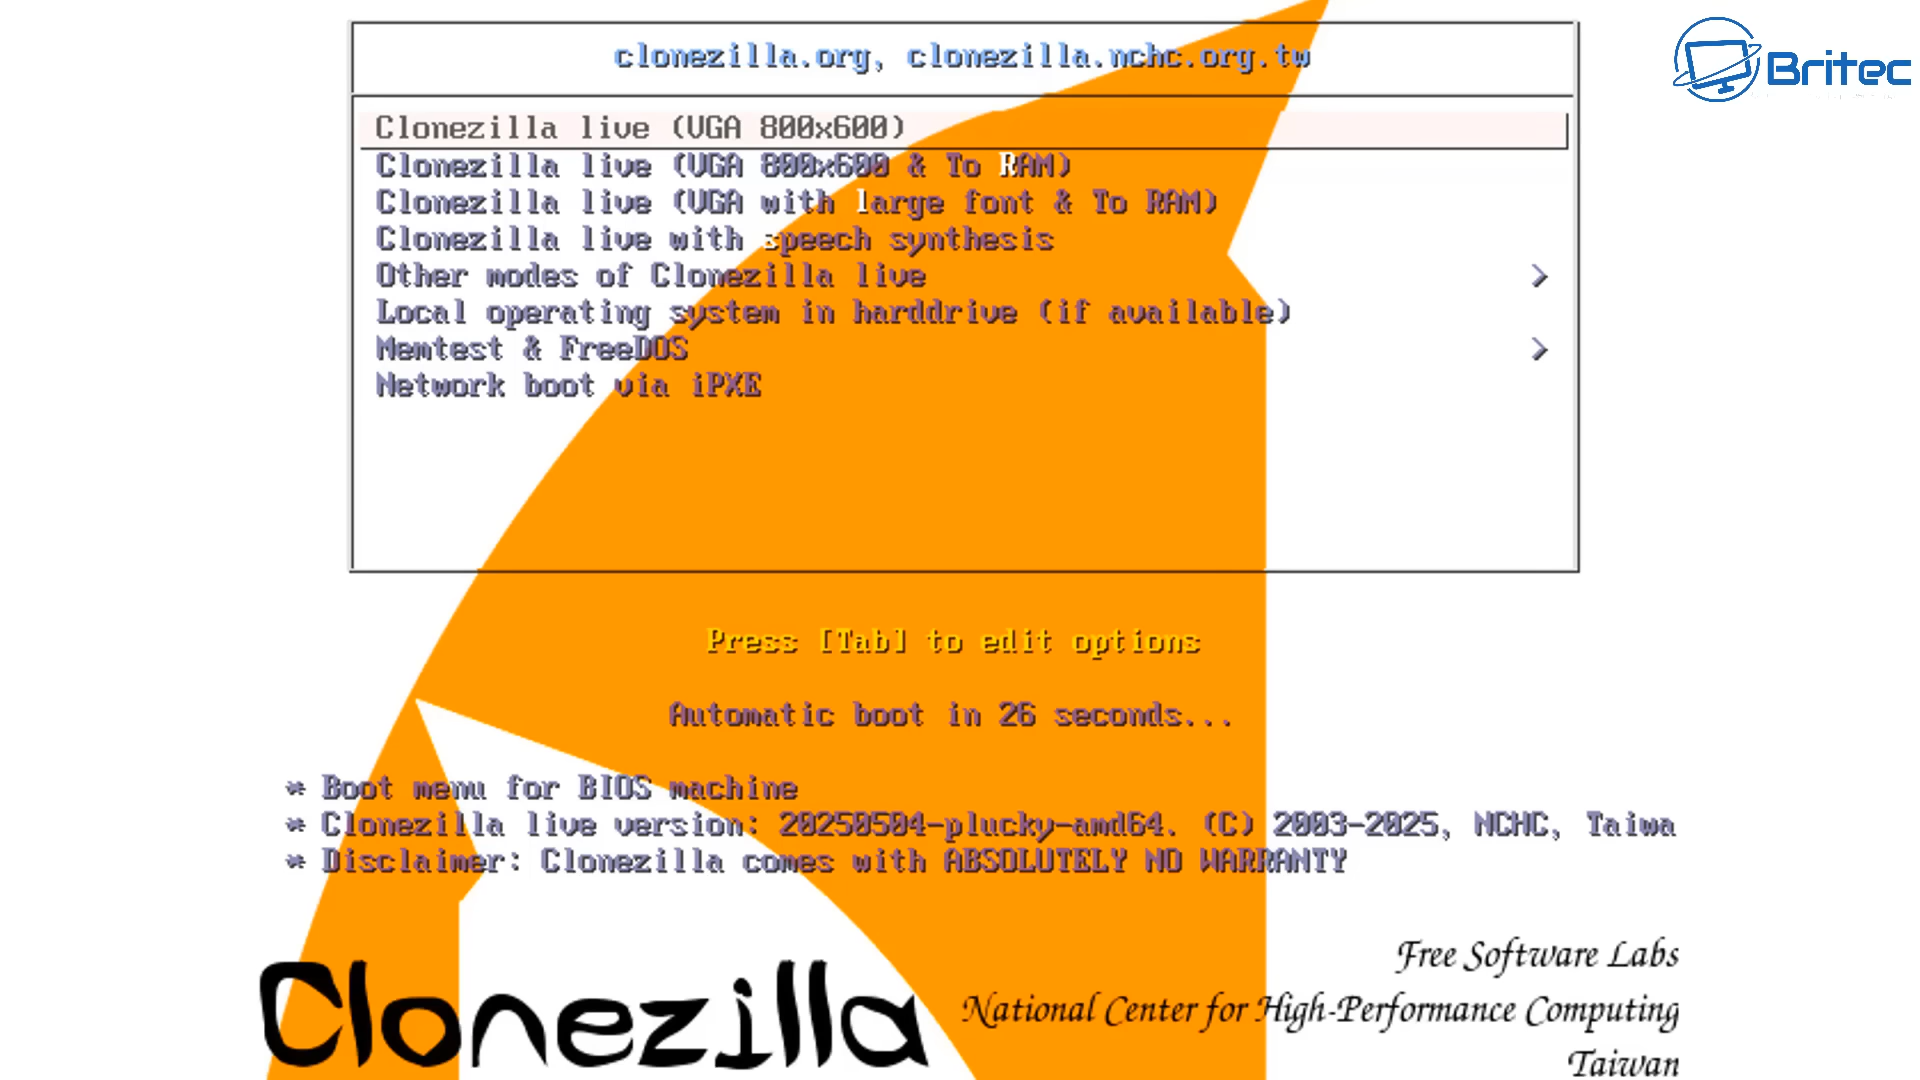 clonezilla.org, clonezilla.nchc.org.tw
Britec
Clonezilla live (VGA 800x600)
Clonezilla live (VGA 800x600 & To RAM)
Clonezilla live (VGA with large font & To RAM)
Clonezilla live with speech synthesis
Other modes of Clonezilla live >
Local operating system in harddrive (if available)
Memtest & FreeDOS >
Network boot via iPXE
Press [Tab] to edit options
Automatic boot in 26 seconds...
* Boot menu for BIOS machine
* Clonezilla live version: 20250504-plucky-amd64. (C) 2003-2025, NCHC, Taiwa
* Disclaimer: Clonezilla comes with ABSOLUTELY NO WARRANTY
Clonezilla
Free Software Labs
National Center for High-Performance Computing
Taiwan